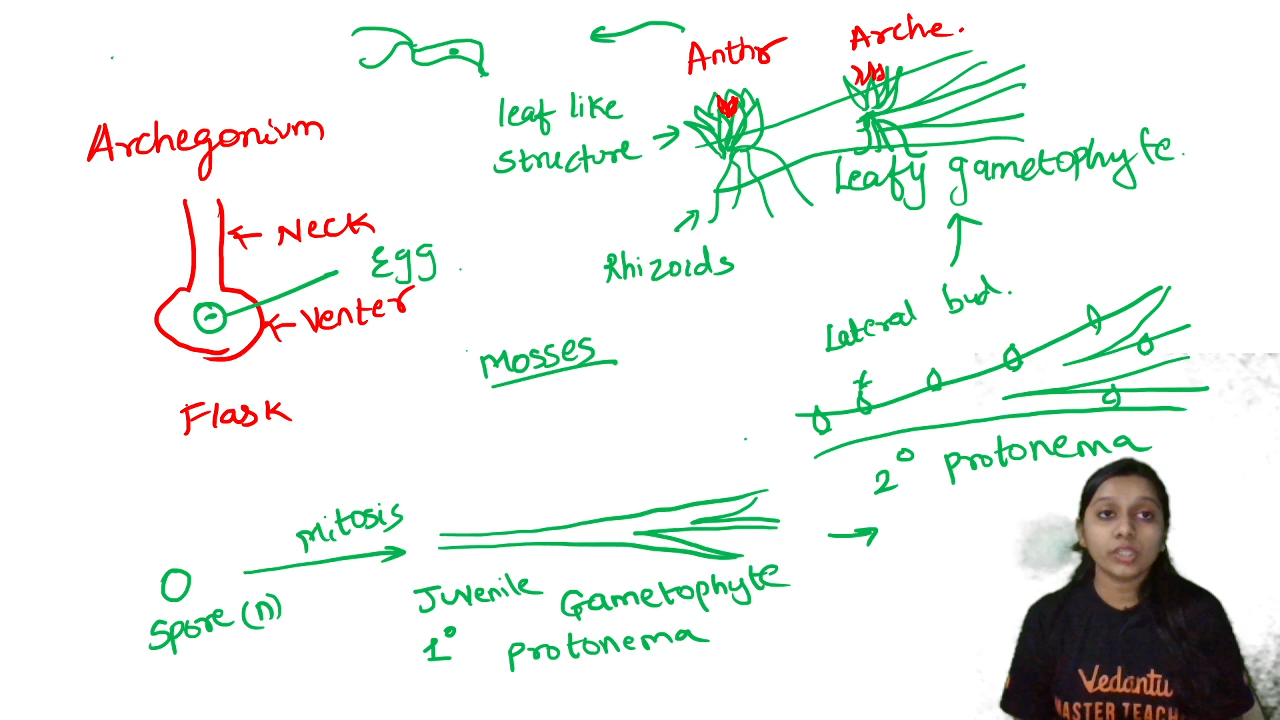 Anthr
Arche.
leaf like
structure
Leafy gametophyte.
Archegonium
Neck
Egg
Venter
Rhizoids
Lateral bud.
Mosses
Flask
2° protonema
Mitosis
Spore (n)
Juvenile Gametophyte
1° protonema
Vedantu
MASTER TEACH